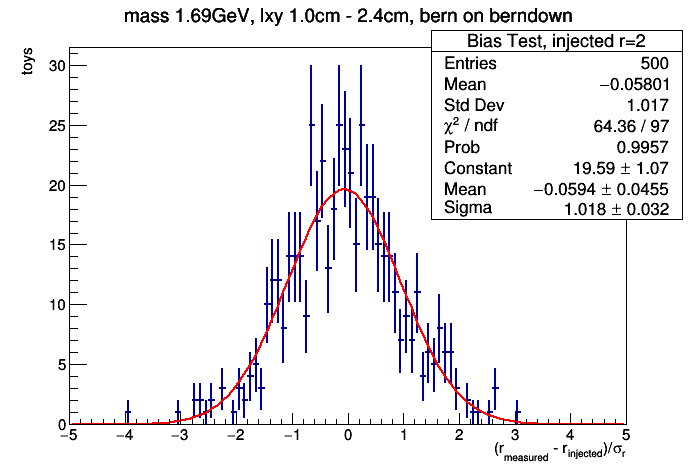 mass 1.69GeV, lxy 1.0cm - 2.4cm, bern on berndown
Bias Test, injected r=2
Entries 500
Mean −0.05801
Std Dev 1.017
χ² / ndf 64.36 / 97
Prob 0.9957
Constant 19.59 ± 1.07
Mean −0.0594 ± 0.0455
Sigma 1.018 ± 0.032
toys
30
25
20
15
10
5
0
−5 −4 −3 −2 −1 0 1 2 3 4 5
(r_measured - r_injected)/σ_r